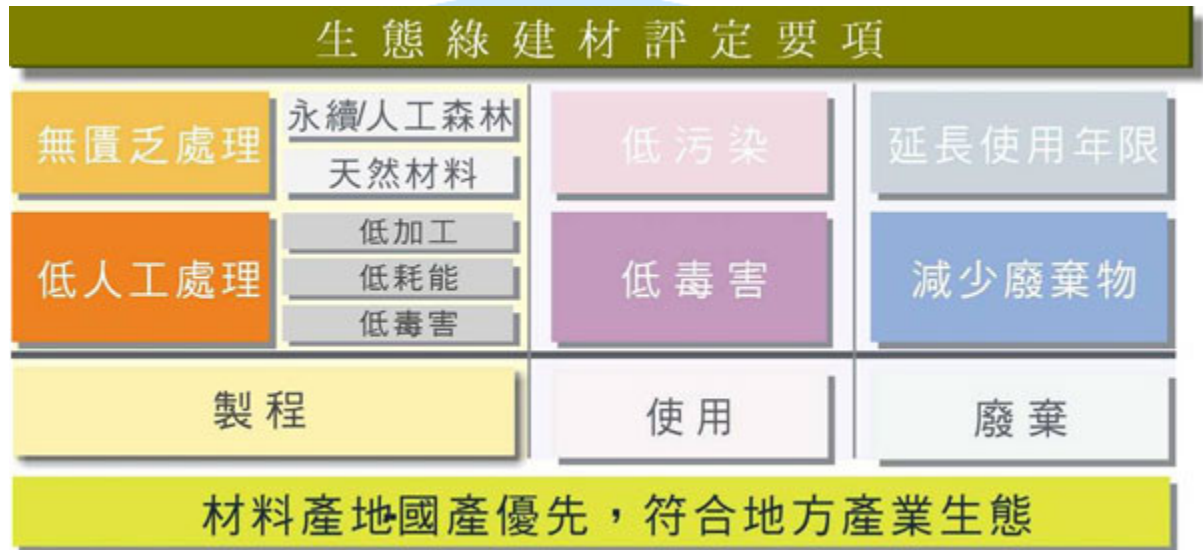 生態綠建材評定要項
無匱乏處理
永續/人工森林
天然材料
低污染
延長使用年限
低人工處理
低加工
低耗能
低毒害
低毒害
減少廢棄物
製程
使用
廢棄
材料產地國產優先，符合地方產業生態